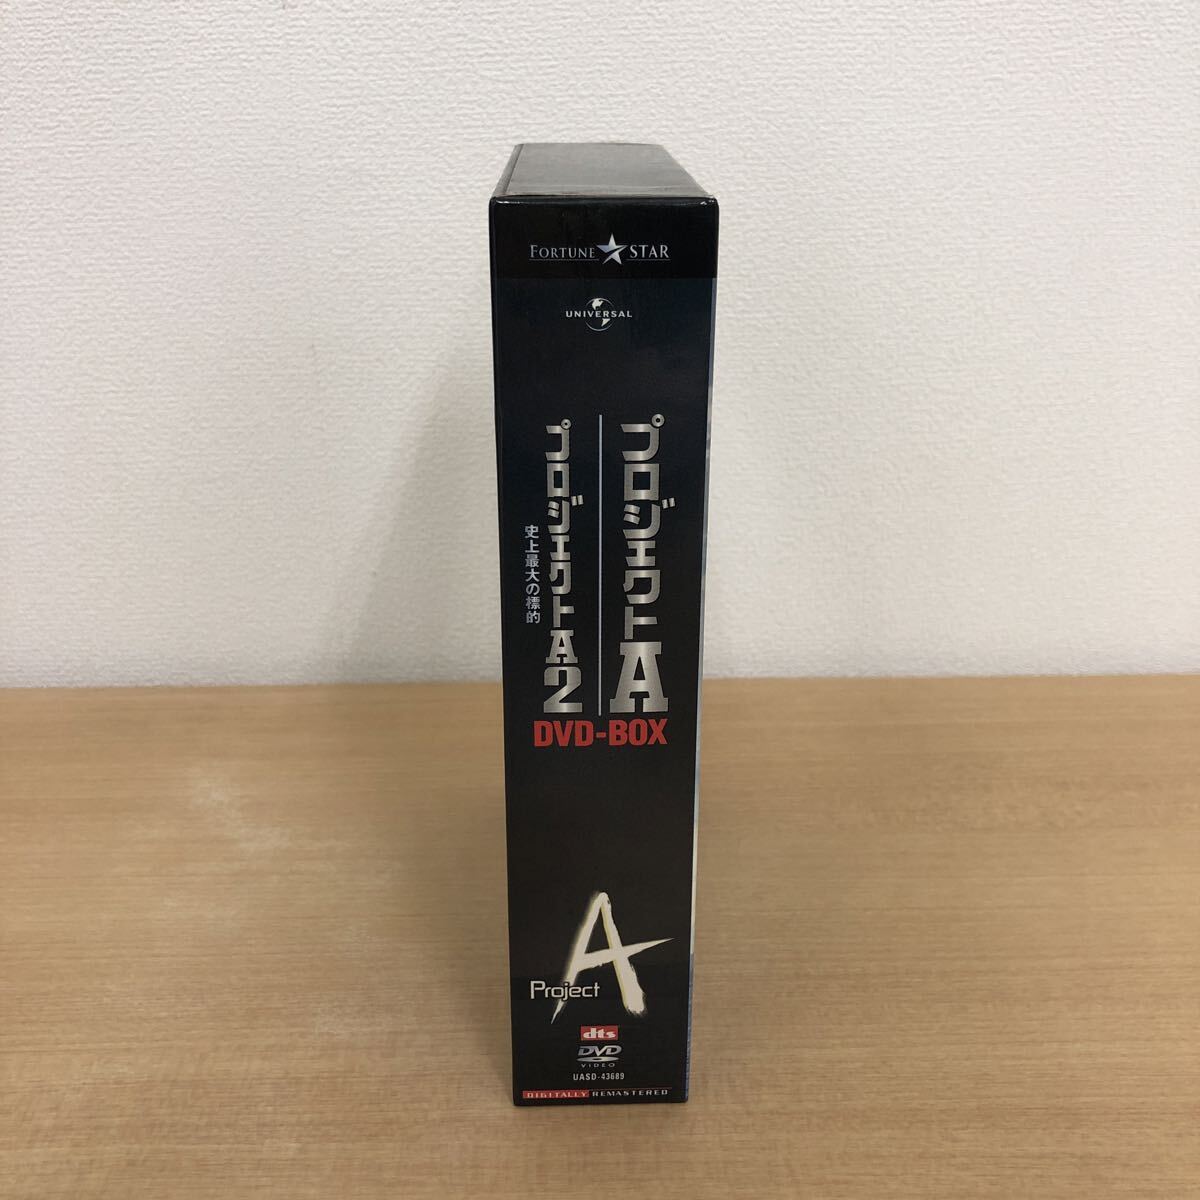 FORTUNE STAR
UNIVERSAL
プロジェクトA
プロジェクトA2
史上最大の標的
DVD-BOX
Project A
dts
DVD
VIDEO
UASD-43689
DIGITALLY REMASTERED